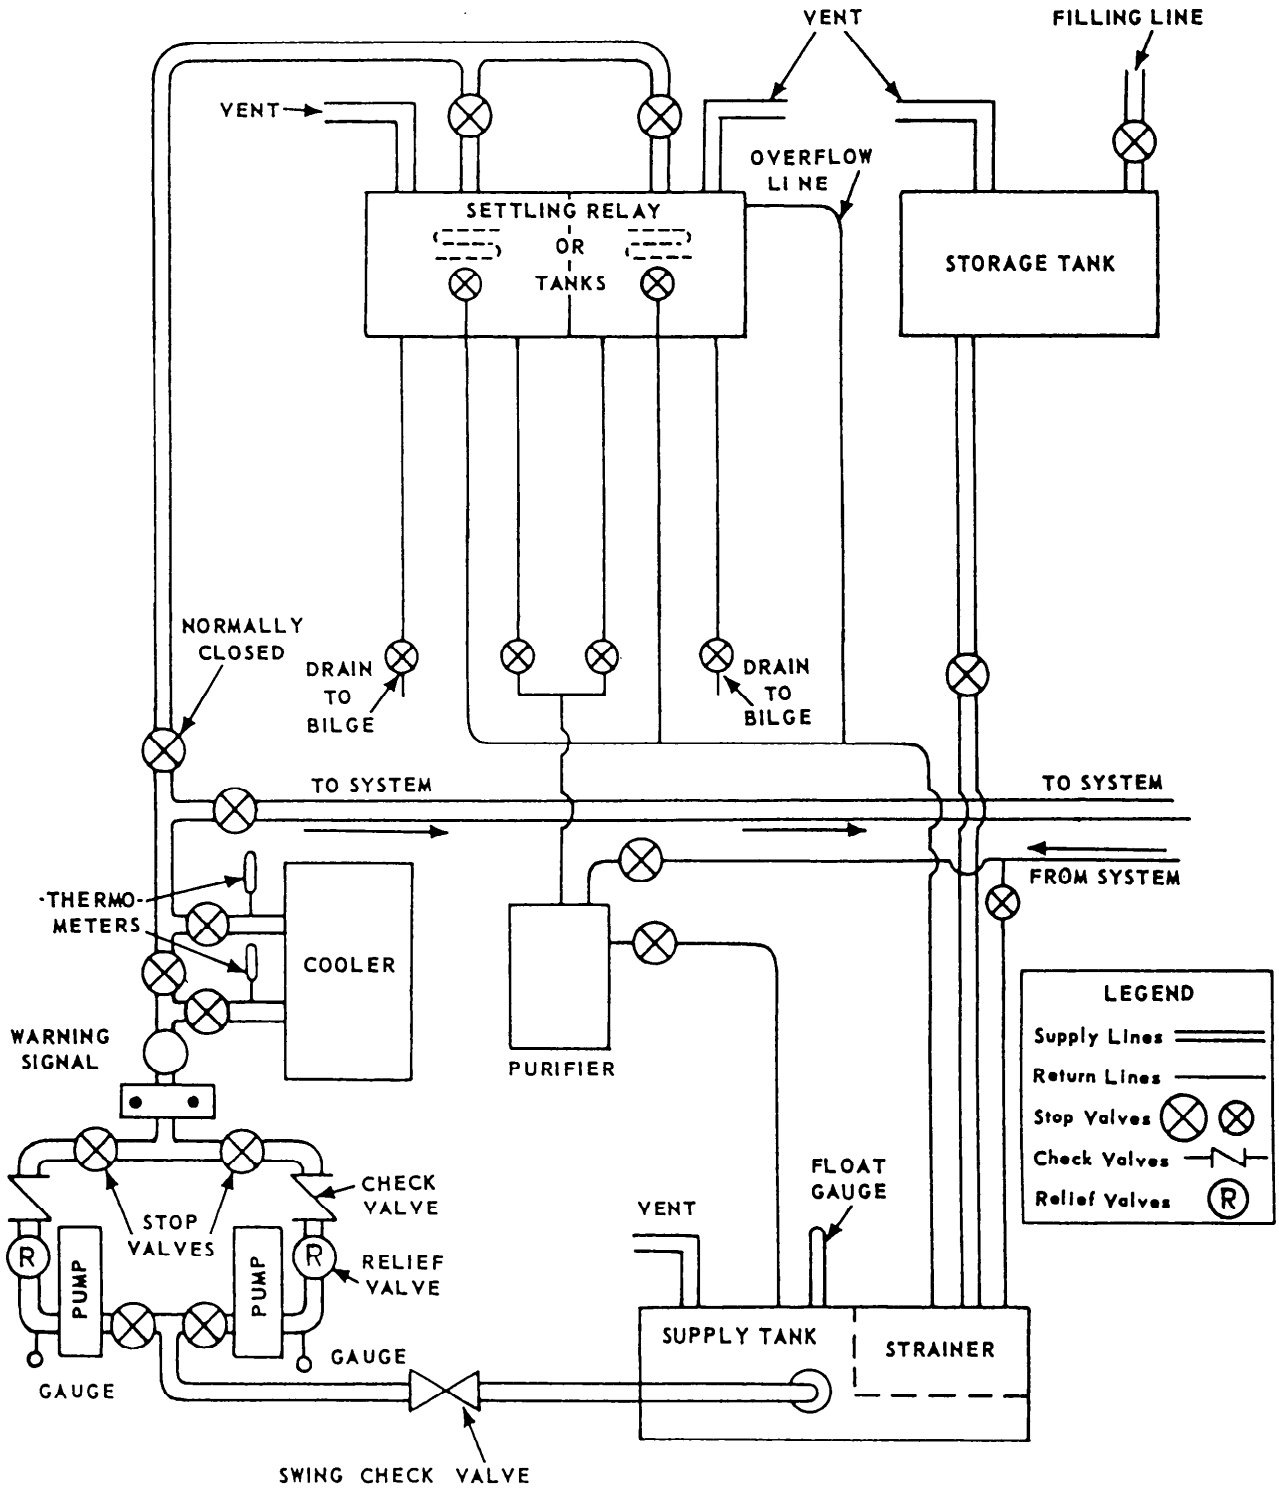 VENT
FILLING LINE
VENT
OVERFLOW
LINE
SETTLING RELAY
OR
TANKS
STORAGE TANK
NORMALLY
CLOSED
DRAIN
TO
BILGE
DRAIN
TO
BILGE
TO SYSTEM
TO SYSTEM
FROM SYSTEM
THERMO-
METERS
COOLER
WARNING
SIGNAL
PURIFIER
LEGEND
Supply Lines
Return Lines
Stop Valves
Check Valves
Relief Valves R
STOP
VALVES
CHECK
VALVE
R
R
RELIEF
VALVE
PUMP
PUMP
GAUGE
GAUGE
VENT
FLOAT
GAUGE
SUPPLY TANK
STRAINER
SWING CHECK VALVE